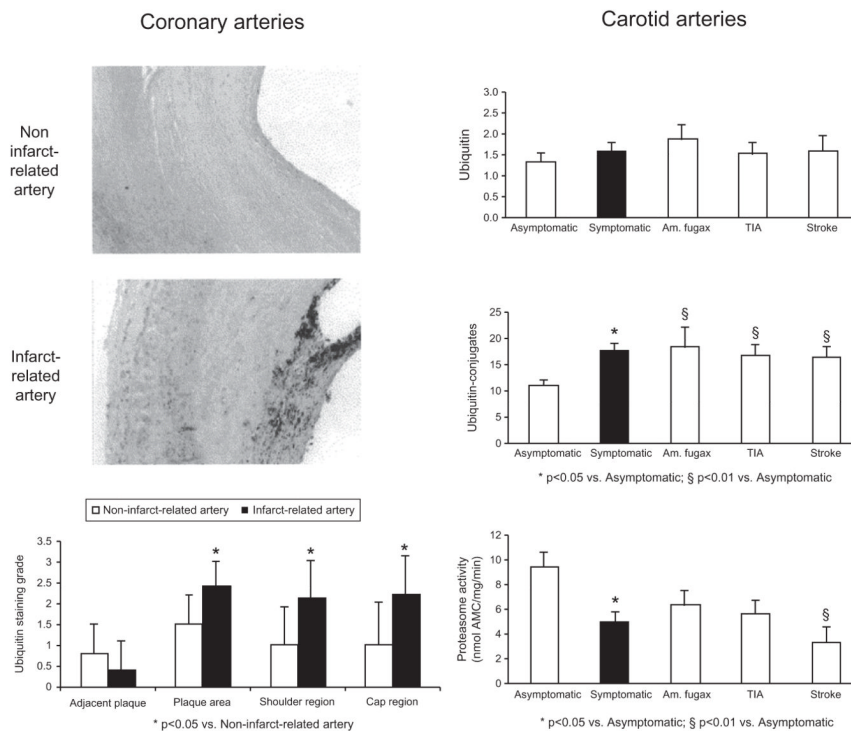 Coronary arteries
Non
infarct-
related
artery
Infarct-
related
artery
Non-infarct-related artery Infarct-related artery
Ubiquitin staining grade
3.5
3
2.5
2
1.5
1
0.5
0
* * *
Adjacent plaque Plaque area Shoulder region Cap region
* p<0.05 vs. Non-infarct-related artery
Carotid arteries
Ubiquitin
3.0
2.5
2.0
1.5
1.0
0.5
0.0
Asymptomatic Symptomatic Am. fugax TIA Stroke
Ubiquitin-conjugates
25
20
15
10
5
0
* § § §
Asymptomatic Symptomatic Am. fugax TIA Stroke
* p<0.05 vs. Asymptomatic; § p<0.01 vs. Asymptomatic
Proteasome activity
(nmol AMC/mg/min)
12
10
8
6
4
2
0
* §
Asymptomatic Symptomatic Am. fugax TIA Stroke
* p<0.05 vs. Asymptomatic; § p<0.01 vs. Asymptomatic